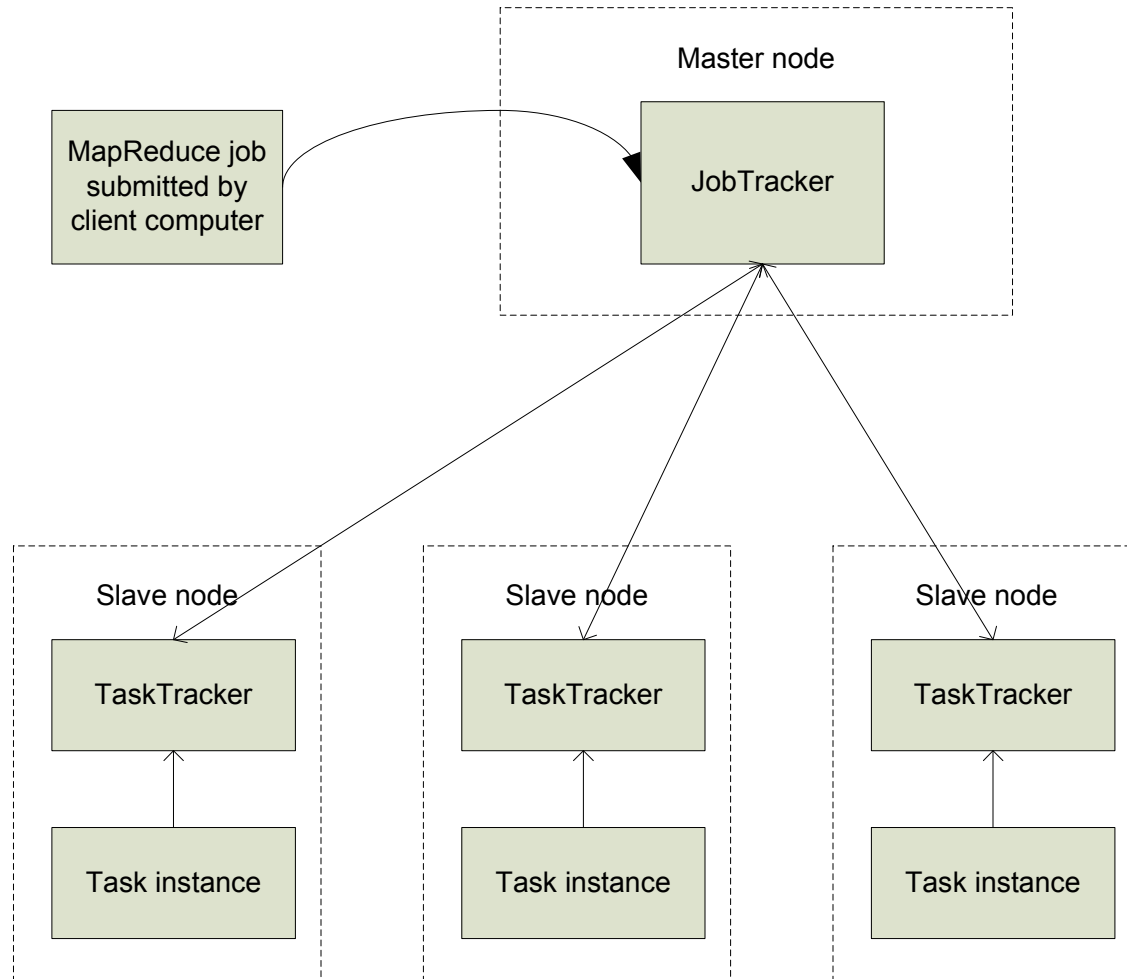 Master node
MapReduce job
submitted by
client computer
JobTracker
Slave node
Slave node
Slave node
TaskTracker
TaskTracker
TaskTracker
Task instance
Task instance
Task instance